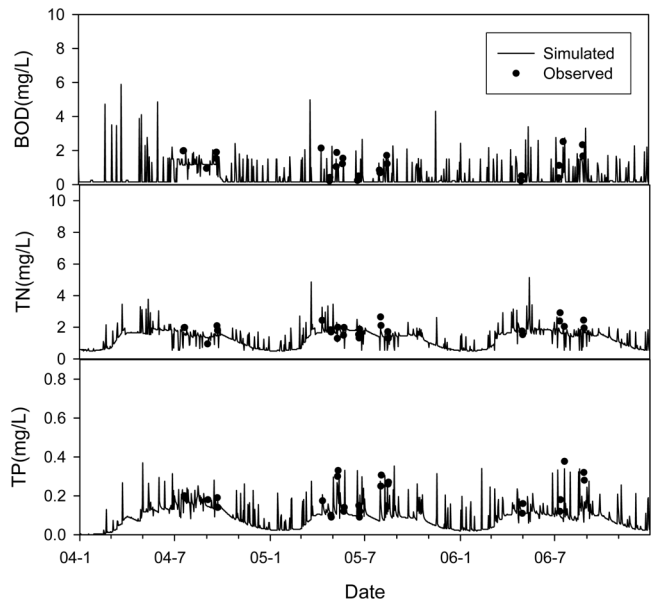 BOD(mg/L)
10
8
6
4
2
0
Simulated
Observed
TN(mg/L)
10
8
6
4
2
0
TP(mg/L)
0.8
0.6
0.4
0.2
0.0
04-1 04-7 05-1 05-7 06-1 06-7
Date